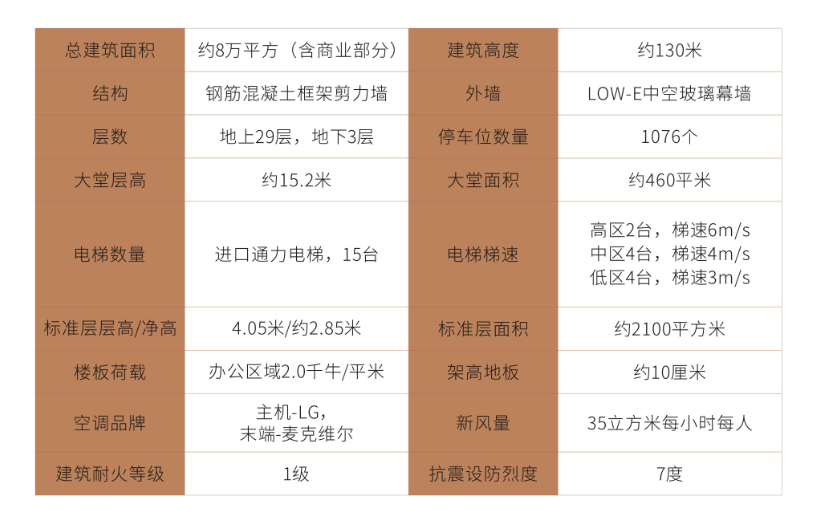 总建筑面积 约8万平方（含商业部分） 建筑高度 约130米
结构 钢筋混凝土框架剪力墙 外墙 LOW-E中空玻璃幕墙
层数 地上29层，地下3层 停车位数量 1076个
大堂层高 约15.2米 大堂面积 约460平米
电梯数量 进口通力电梯，15台 电梯梯速
高区2台，梯速6m/s
中区4台，梯速4m/s
低区4台，梯速3m/s
标准层层高/净高 4.05米/约2.85米 标准层面积 约2100平方米
楼板荷载 办公区域2.0千牛/平米 架高地板 约10厘米
空调品牌
主机-LG，
末端-麦克维尔
新风量 35立方米每小时每人
建筑耐火等级 1级 抗震设防烈度 7度